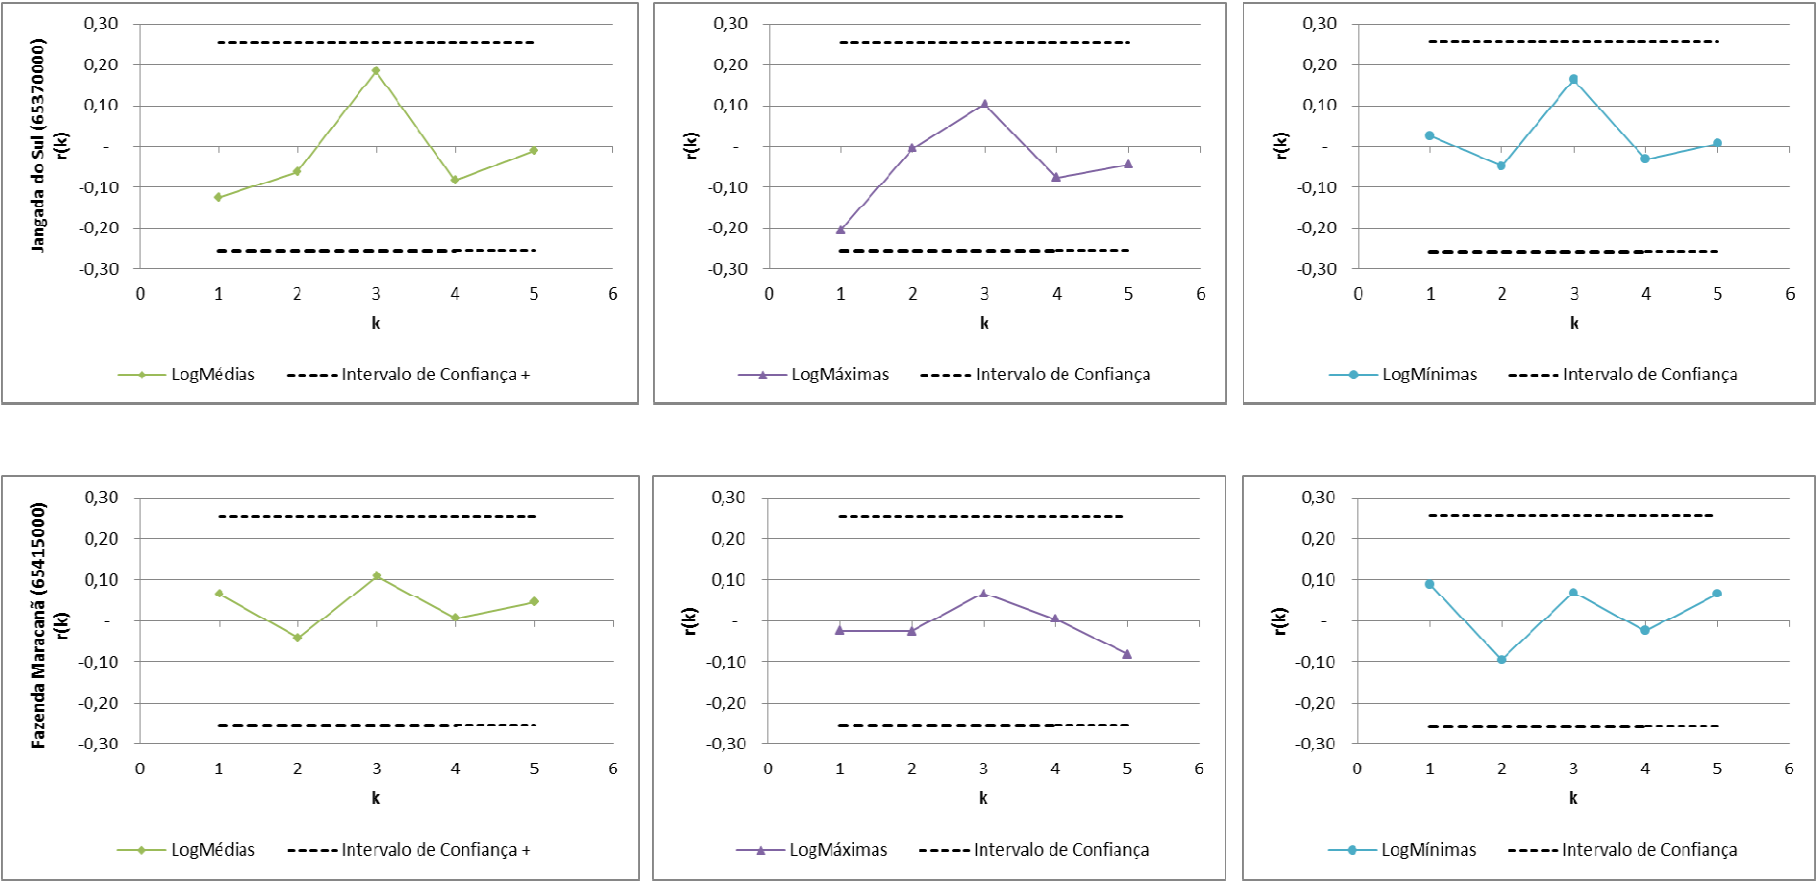 Jangada do Sul (65370000)
r(k)
0,30
0,20
0,10
-
-0,10
-0,20
-0,30
0 1 2 3 4 5 6
k
LogMédias Intervalo de Confiança +
r(k)
0,30
0,20
0,10
-
-0,10
-0,20
-0,30
0 1 2 3 4 5 6
k
LogMáximas Intervalo de Confiança
r(k)
0,30
0,20
0,10
-
-0,10
-0,20
-0,30
0 1 2 3 4 5 6
k
LogMínimas Intervalo de Confiança
Fazenda Maracanã (65415000)
r(k)
0,30
0,20
0,10
-
-0,10
-0,20
-0,30
0 1 2 3 4 5 6
k
LogMédias Intervalo de Confiança +
r(k)
0,30
0,20
0,10
-
-0,10
-0,20
-0,30
0 1 2 3 4 5 6
k
LogMáximas Intervalo de Confiança
r(k)
0,30
0,20
0,10
-
-0,10
-0,20
-0,30
0 1 2 3 4 5 6
k
LogMínimas Intervalo de Confiança